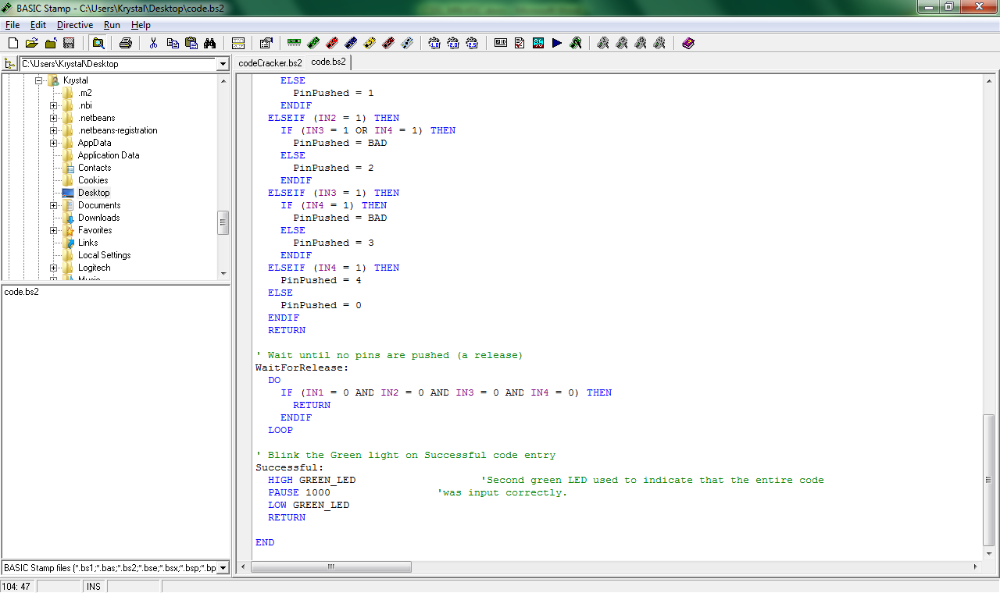 BASIC Stamp - C:\Users\Krystal\Desktop\code.bs2
File Edit Directive Run Help
C:\Users\Krystal\Desktop
Krystal
.m2
.nbi
.netbeans
.netbeans-registration
AppData
Application Data
Contacts
Cookies
Desktop
Documents
Downloads
Favorites
Links
Local Settings
Logitech
Music
code.bs2
BASIC Stamp files (*.bs1;*.bas;*.bs2;*.bse;*.bsx;*.bsp;*.bp
codeCracker.bs2 code.bs2
    ELSE
      PinPushed = 1
    ENDIF
  ELSEIF (IN2 = 1) THEN
    IF (IN3 = 1 OR IN4 = 1) THEN
      PinPushed = BAD
    ELSE
      PinPushed = 2
    ENDIF
  ELSEIF (IN3 = 1) THEN
    IF (IN4 = 1) THEN
      PinPushed = BAD
    ELSE
      PinPushed = 3
    ENDIF
  ELSEIF (IN4 = 1) THEN
    PinPushed = 4
  ELSE
    PinPushed = 0
  ENDIF
  RETURN
' Wait until no pins are pushed (a release)
WaitForRelease:
  DO
    IF (IN1 = 0 AND IN2 = 0 AND IN3 = 0 AND IN4 = 0) THEN
      RETURN
    ENDIF
  LOOP
' Blink the Green light on Successful code entry
Successful:
  HIGH GREEN_LED                    'Second green LED used to indicate that the entire code
  PAUSE 1000                 'was input correctly.
  LOW GREEN_LED
  RETURN
END
104: 47 INS